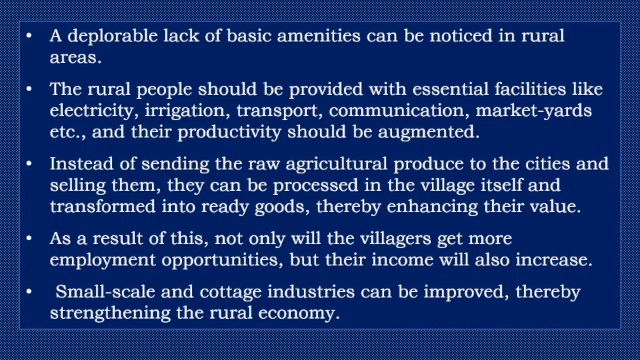 • A deplorable lack of basic amenities can be noticed in rural
areas.
• The rural people should be provided with essential facilities like
electricity, irrigation, transport, communication, market-yards
etc., and their productivity should be augmented.
• Instead of sending the raw agricultural produce to the cities and
selling them, they can be processed in the village itself and
transformed into ready goods, thereby enhancing their value.
• As a result of this, not only will the villagers get more
employment opportunities, but their income will also increase.
• Small-scale and cottage industries can be improved, thereby
strengthening the rural economy.